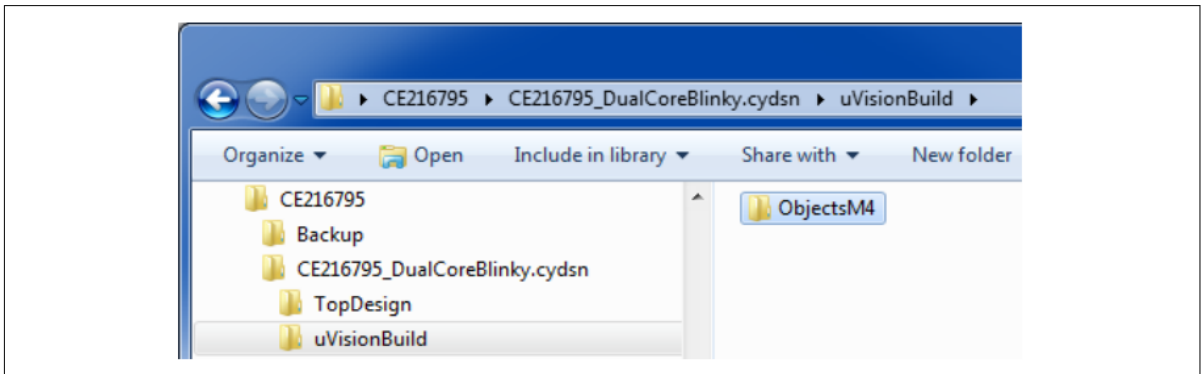 CE216795 CE216795_DualCoreBlinky.cydsn uVisionBuild
Organize Open Include in library Share with New folder
CE216795
Backup
CE216795_DualCoreBlinky.cydsn
TopDesign
uVisionBuild
ObjectsM4